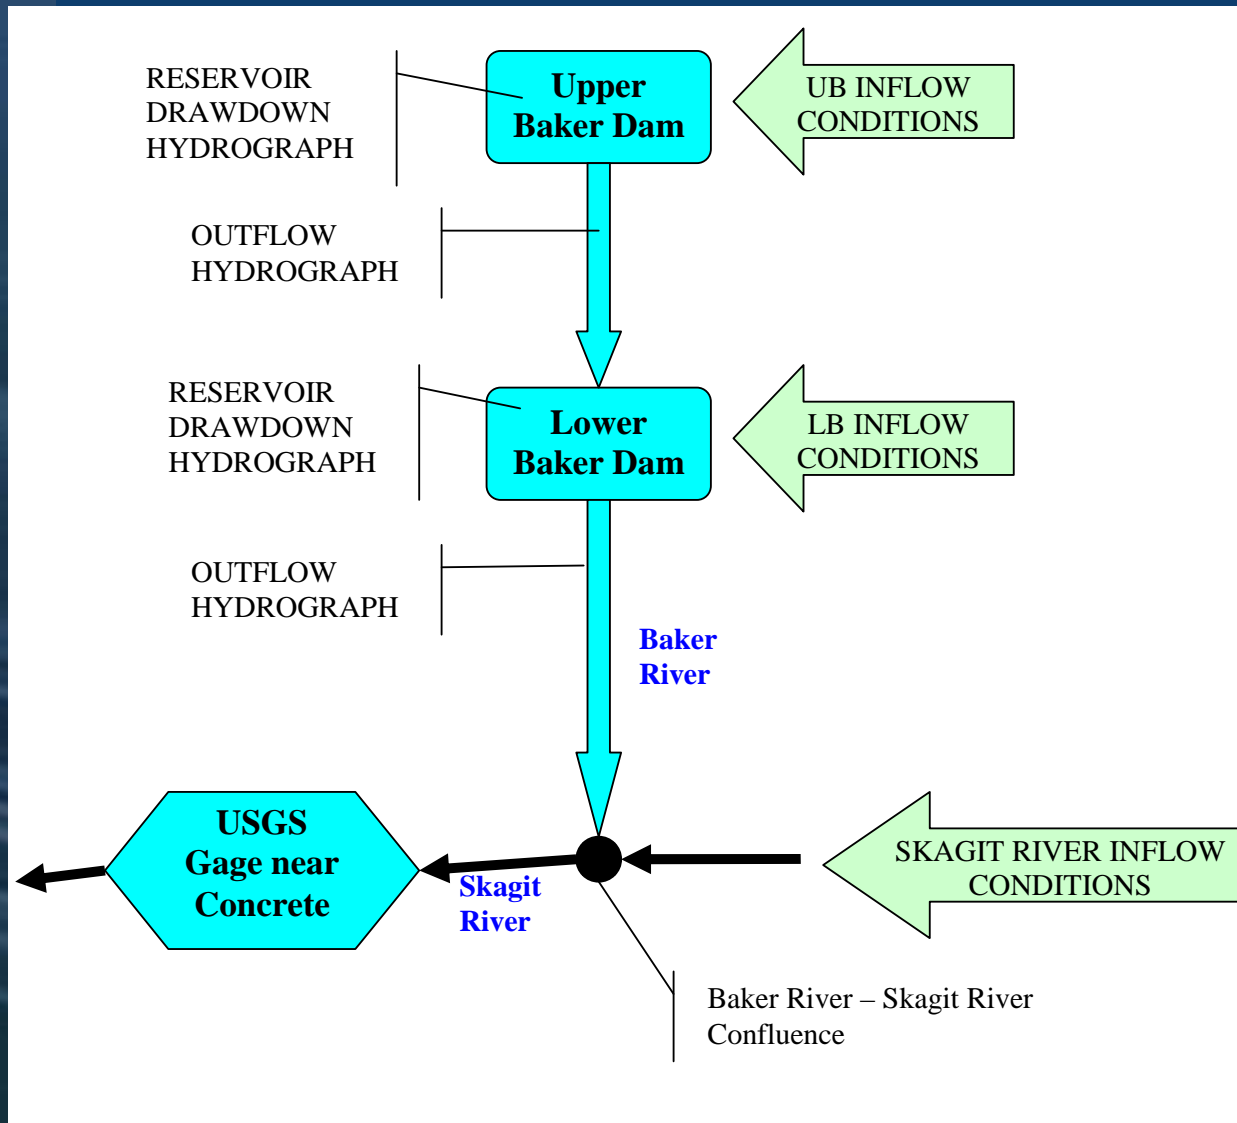 RESERVOIR
DRAWDOWN
HYDROGRAPH
Upper
Baker Dam
UB INFLOW
CONDITIONS
OUTFLOW
HYDROGRAPH
RESERVOIR
DRAWDOWN
HYDROGRAPH
Lower
Baker Dam
LB INFLOW
CONDITIONS
OUTFLOW
HYDROGRAPH
Baker
River
USGS
Gage near
Concrete
Skagit
River
SKAGIT RIVER INFLOW
CONDITIONS
Baker River – Skagit River
Confluence